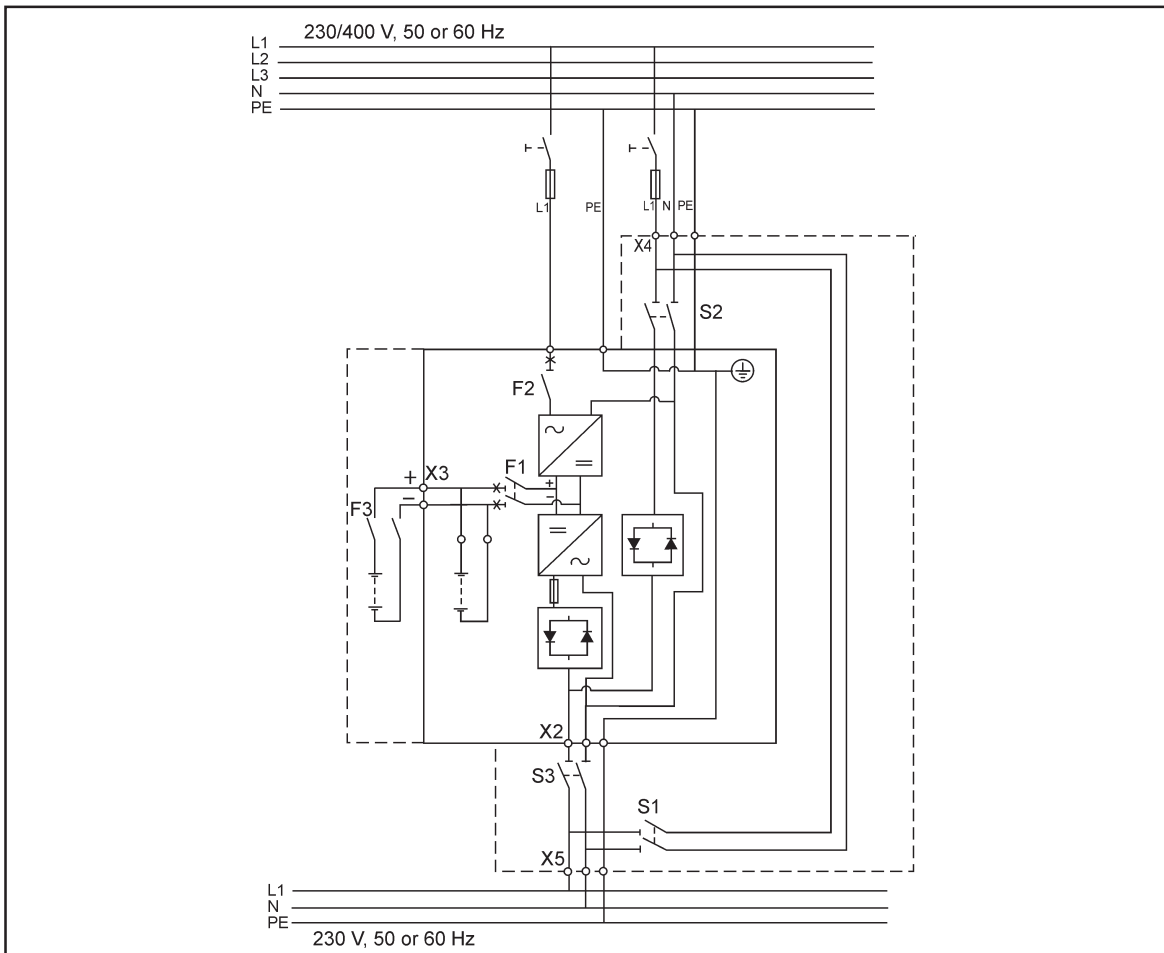 230/400 V, 50 or 60 Hz
L1
L2
L3
N
PE
L1
PE
L1
N
PE
X4
S2
F2
F1
+
X3
+
−
−
F3
X2
S3
S1
X5
L1
N
PE
230 V, 50 or 60 Hz